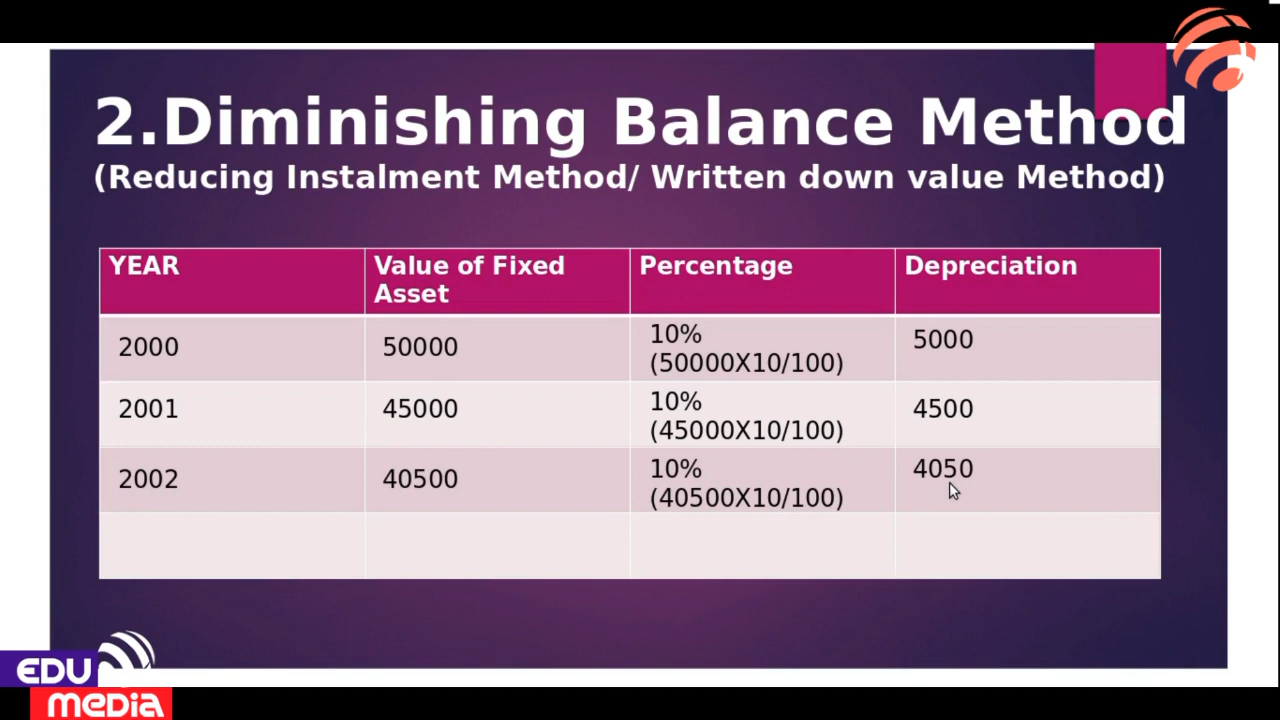 2.Diminishing Balance Method
(Reducing Instalment Method/ Written down value Method)
YEAR
Value of Fixed
Asset
Percentage
Depreciation
2000
50000
10%
(50000X10/100)
5000
2001
45000
10%
(45000X10/100)
4500
2002
40500
10%
(40500X10/100)
4050
EDU
MEDIA